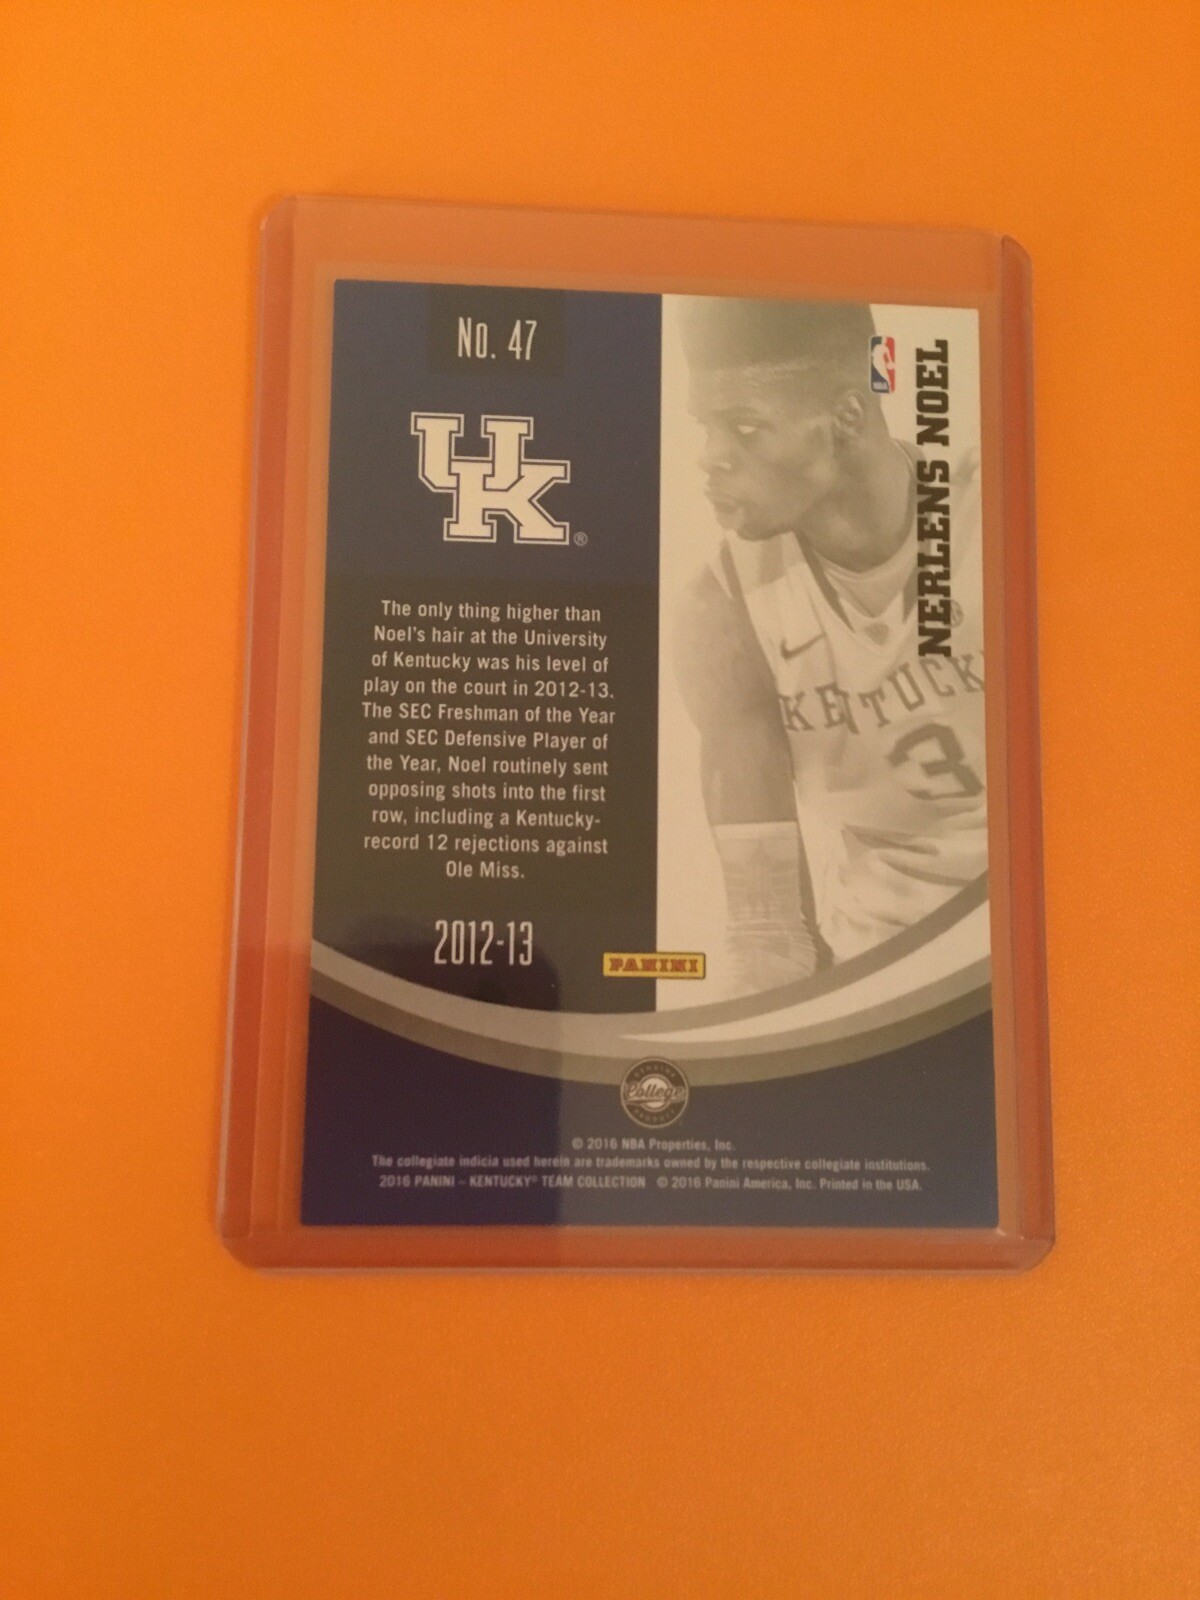 No. 47
UK®
NBA
NERLENS NOEL
KENTUCK
3
The only thing higher than
Noel's hair at the University
of Kentucky was his level of
play on the court in 2012-13.
The SEC Freshman of the Year
and SEC Defensive Player of
the Year, Noel routinely sent
opposing shots into the first
row, including a Kentucky-
record 12 rejections against
Ole Miss.
2012-13
PANINI
GENUINE
College
PRODUCT
© 2016 NBA Properties, Inc.
The collegiate indicia used herein are trademarks owned by the respective collegiate institutions.
2016 PANINI – KENTUCKY® TEAM COLLECTION © 2016 Panini America, Inc. Printed in the USA.